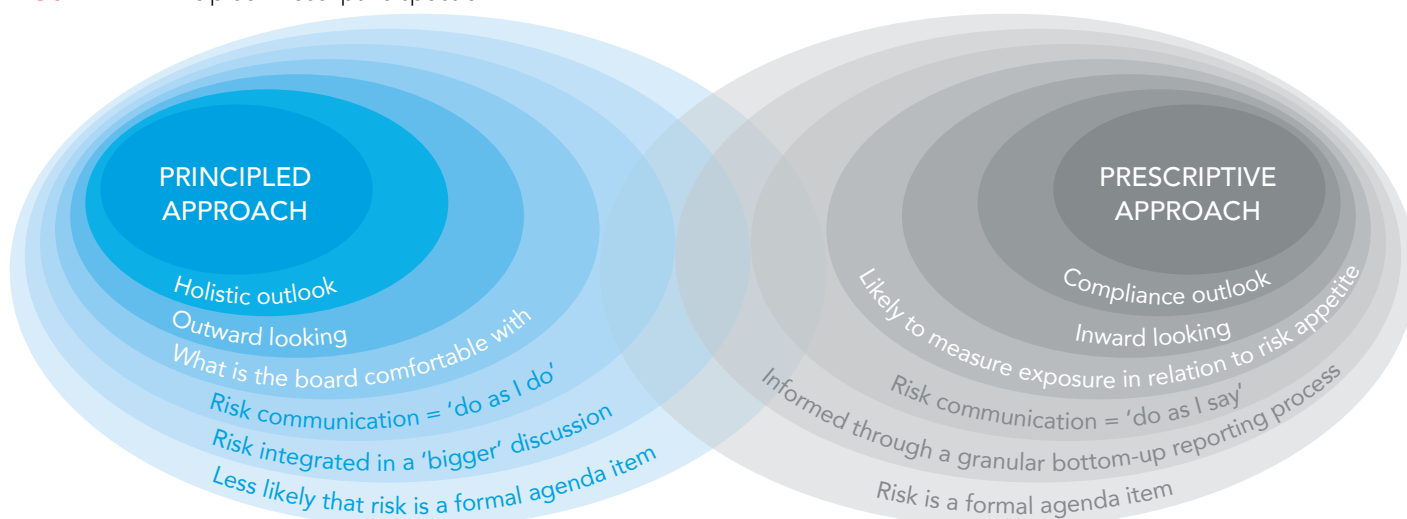 PRINCIPLED
APPROACH
Holistic outlook
Outward looking
What is the board comfortable with
Risk communication = ‘do as I do’
Risk integrated in a ‘bigger’ discussion
Less likely that risk is a formal agenda item
PRESCRIPTIVE
APPROACH
Compliance outlook
Inward looking
Likely to measure exposure in relation to risk appetite
Risk communication = ‘do as I say’
Informed through a granular bottom-up reporting process
Risk is a formal agenda item